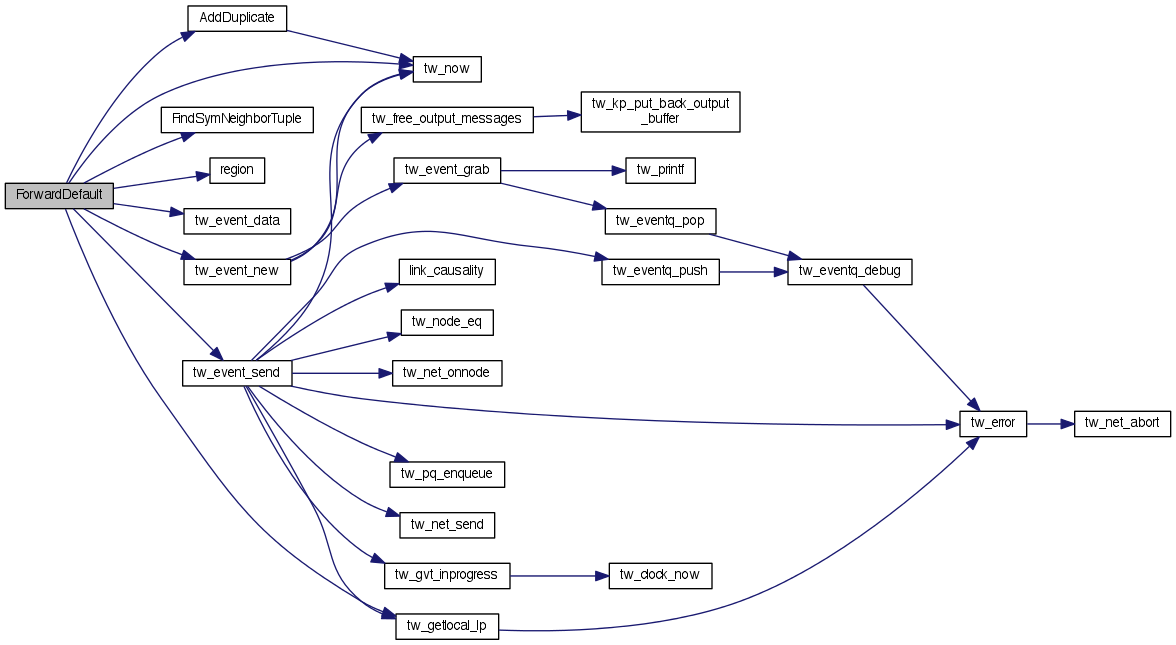 AddDuplicate
tw_now
FindSymNeighborTuple
tw_free_output_messages
tw_kp_put_back_output
_buffer
region
tw_event_grab
tw_printf
ForwardDefault
tw_event_data
tw_eventq_pop
tw_event_new
link_causality
tw_eventq_push
tw_eventq_debug
tw_node_eq
tw_event_send
tw_net_onnode
tw_error
tw_net_abort
tw_pq_enqueue
tw_net_send
tw_gvt_inprogress
tw_clock_now
tw_getlocal_lp